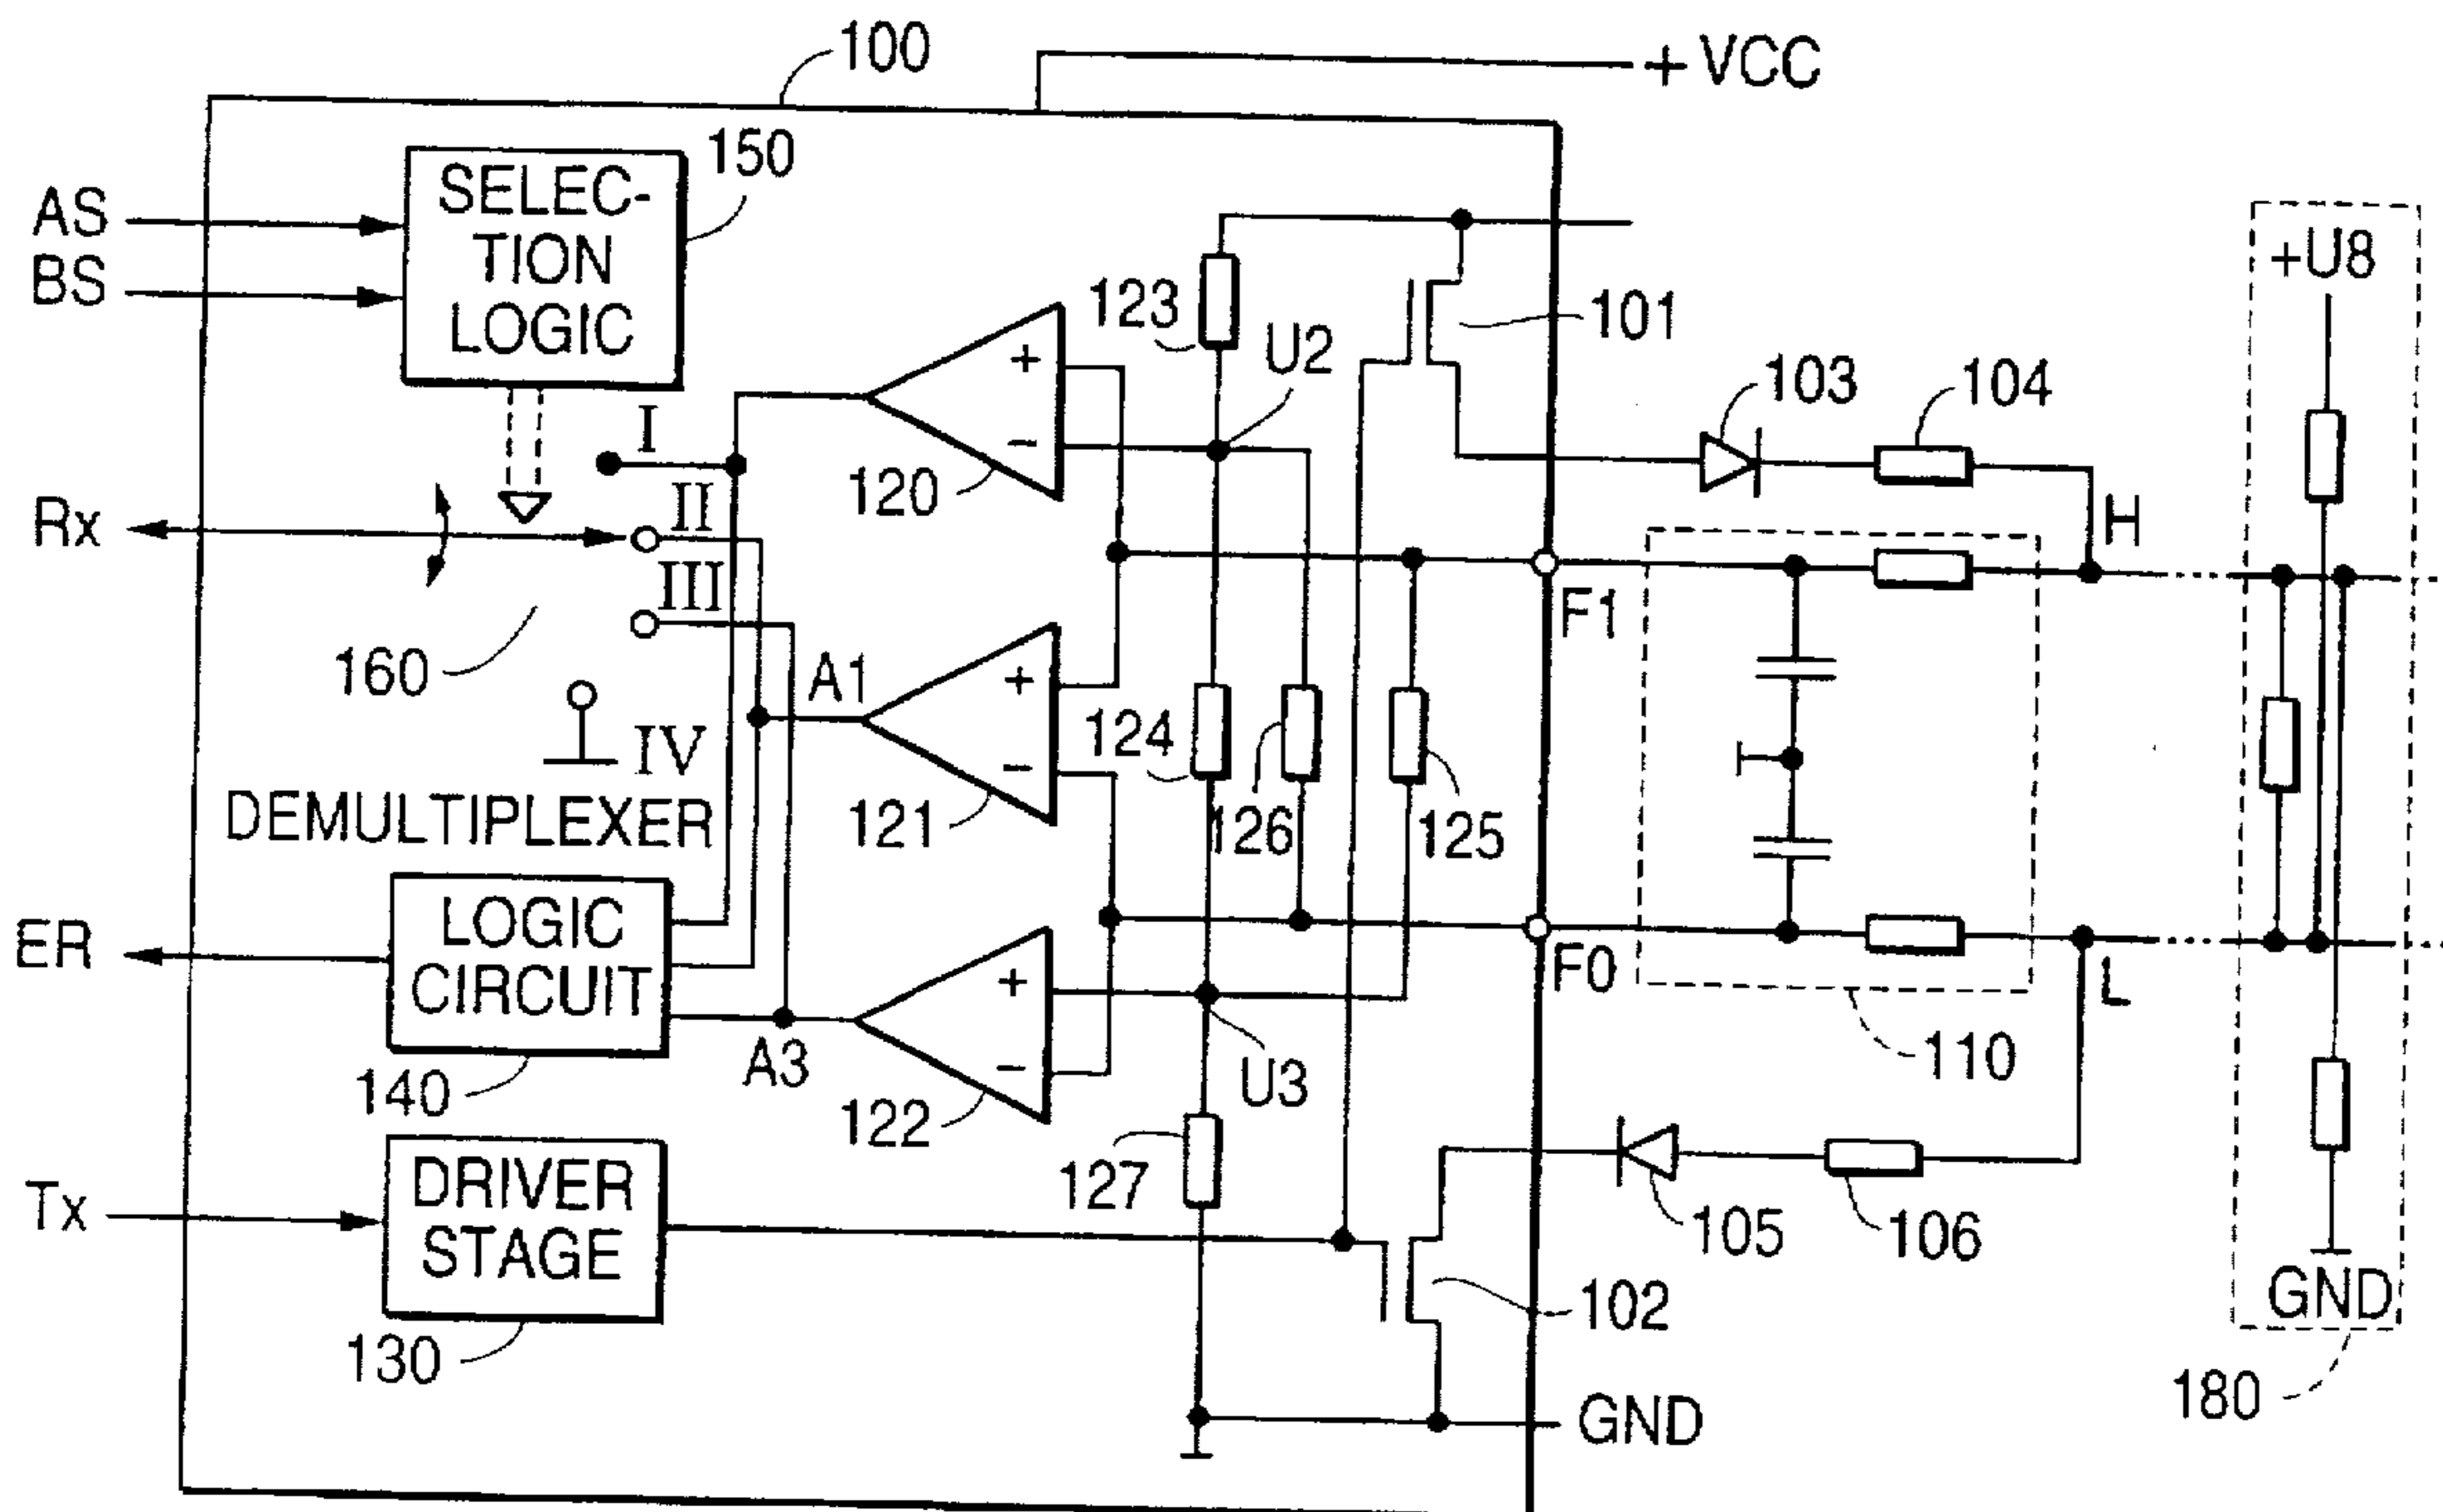 100
+ VCC
150
SELEC-
TION
LOGIC
AS
BS
+U8
123
U2
101
103
104
I
+
-
120
II
Rx
H
III
F1
160
A1
+
-
121
124
126
125
IV
DEMULTIPLEXER
LOGIC
CIRCUIT
ER
F0
L
+
-
122
110
140
A3
U3
DRIVER
STAGE
Tx
127
105
106
102
GND
130
180
GND